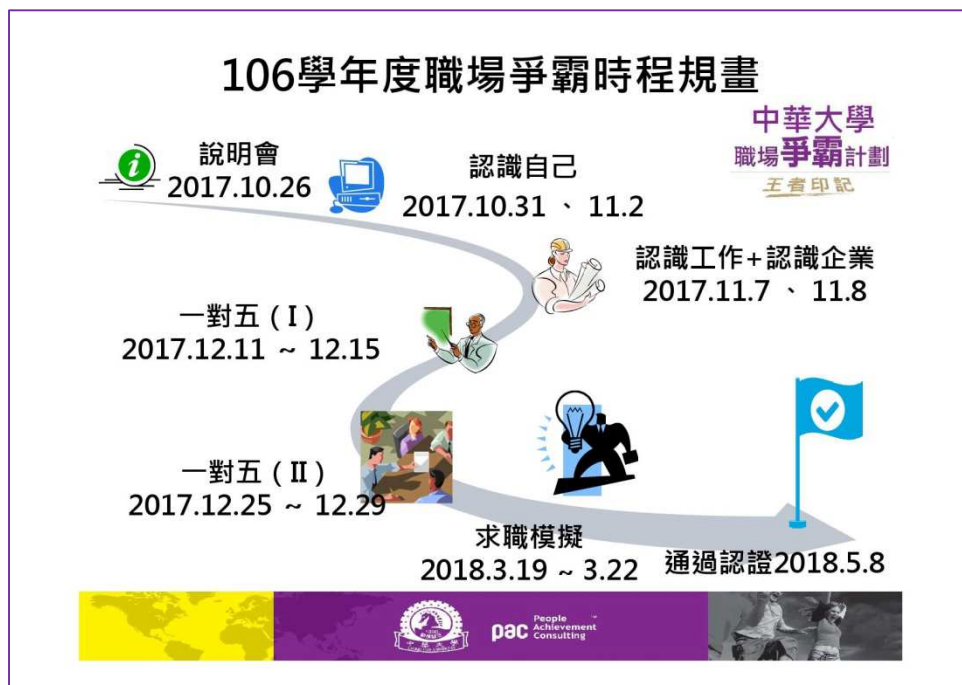 106學年度職場爭霸時程規畫
中華大學
職場爭霸計劃
王者印記
說明會
2017.10.26
認識自己
2017.10.31 、 11.2
認識工作+認識企業
2017.11.7 、 11.8
一對五 ( I )
2017.12.11 ~ 12.15
一對五 ( II )
2017.12.25 ~ 12.29
求職模擬
2018.3.19 ~ 3.22
通過認證2018.5.8
中華大學
pac People Achievement Consulting